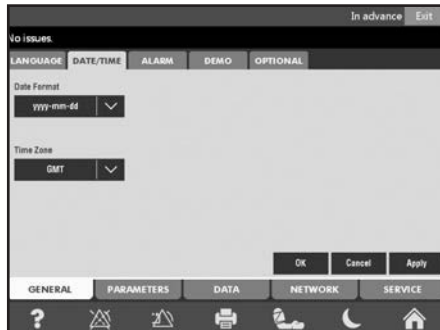 In advance Exit
No issues.
LANGUAGE DATE/TIME ALARM DEMO OPTIONAL
Date Format
yyyy-mm-dd
Time Zone
GMT
OK Cancel Apply
GENERAL PARAMETERS DATA NETWORK SERVICE
?